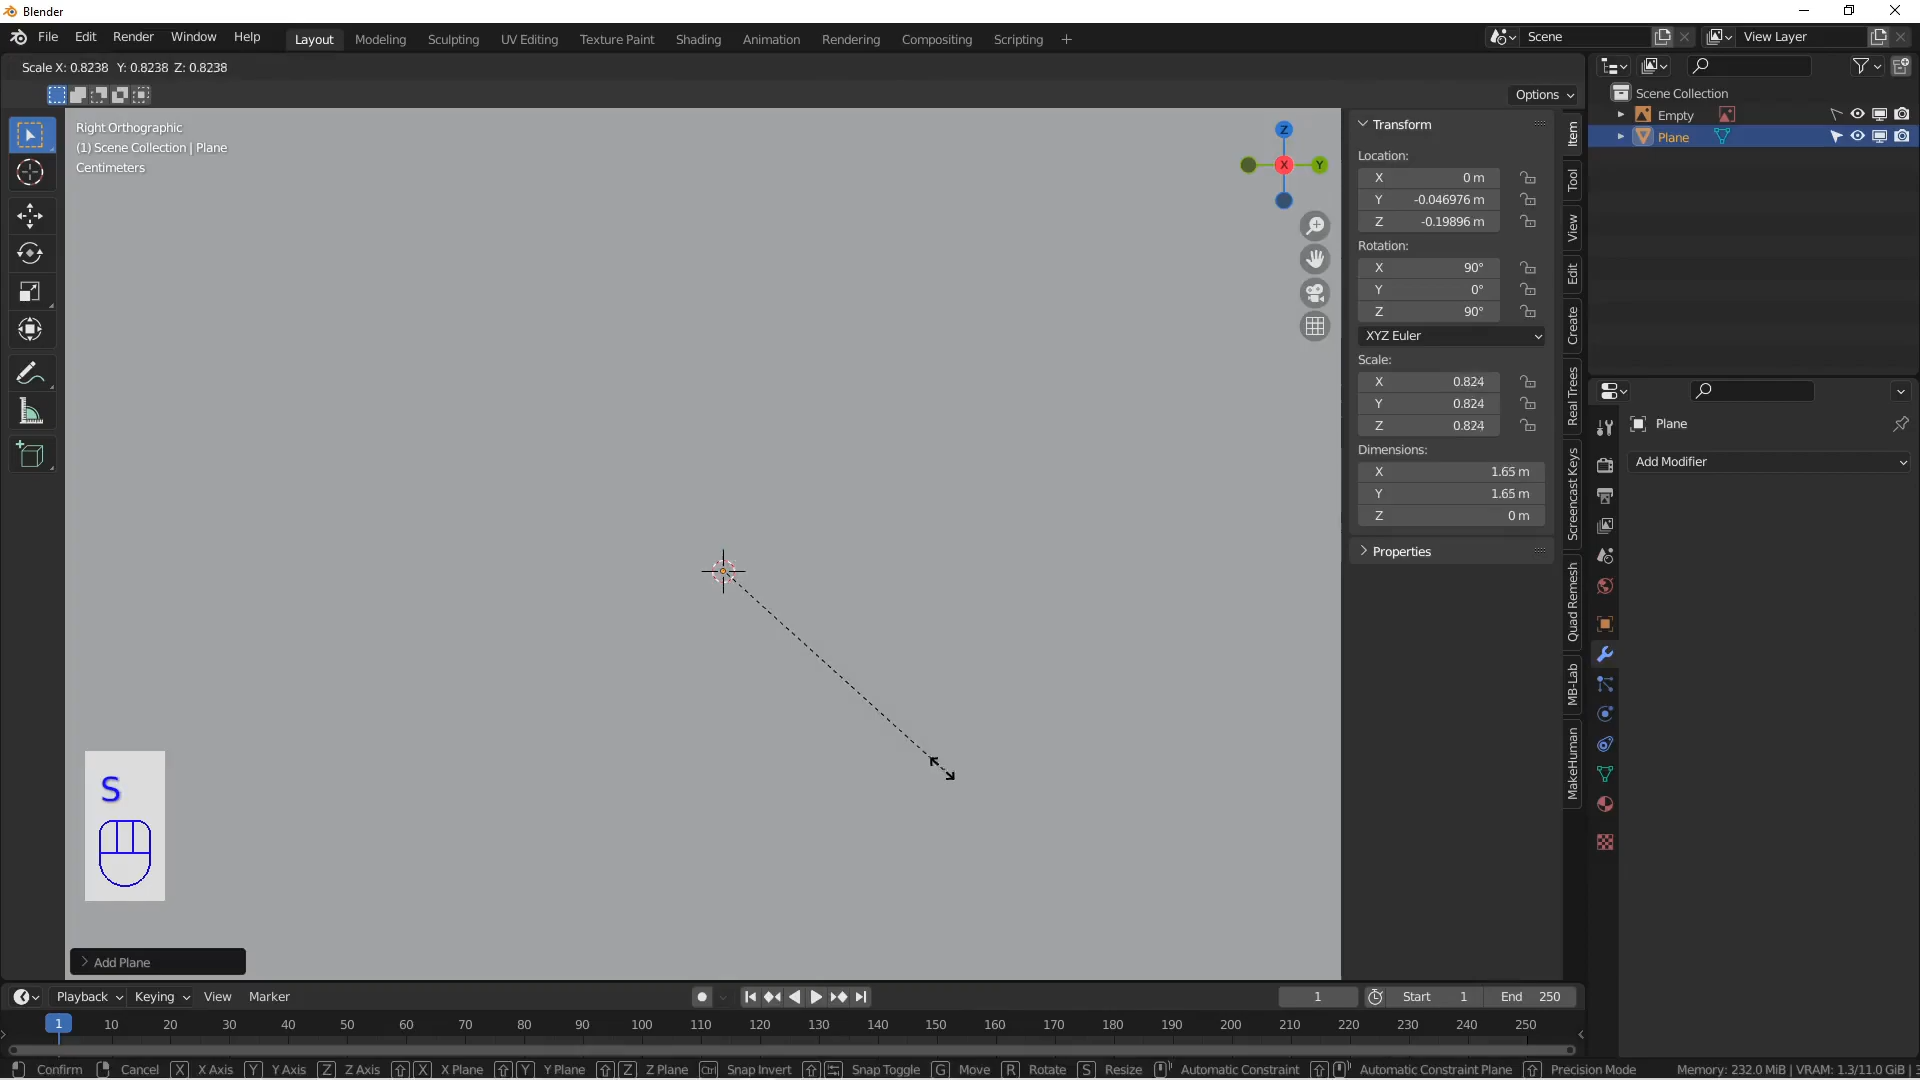 Blender
File Edit Render Window Help Layout Modeling Sculpting UV Editing Texture Paint Shading Animation Rendering Compositing Scripting + Scene View Layer
Scale X: 0.8238 Y: 0.8238 Z: 0.8238
Options
Right Orthographic
(1) Scene Collection | Plane
Centimeters
Z
X
Y
Transform
Location:
X 0 m
Y -0.046976 m
Z -0.19896 m
Rotation:
X 90°
Y 0°
Z 90°
XYZ Euler
Scale:
X 0.824
Y 0.824
Z 0.824
Dimensions:
X 1.65 m
Y 1.65 m
Z 0 m
Properties
Item
Tool
View
Edit
Create
Real Trees
Screencast Keys
Quad Remesh
MB-Lab
MakeHuman
Scene Collection
Empty
Plane
Plane
Add Modifier
S
Add Plane
Playback Keying View Marker 1 Start 1 End 250
1 10 20 30 40 50 60 70 80 90 100 110 120 130 140 150 160 170 180 190 200 210 220 230 240 250
Confirm Cancel X X Axis Y Y Axis Z Z Axis X X Plane Y Y Plane Z Z Plane Ctrl Snap Invert Snap Toggle G Move R Rotate S Resize Automatic Constraint Automatic Constraint Plane Precision Mode Memory: 232.0 MiB | VRAM: 1.3/11.0 GiB |